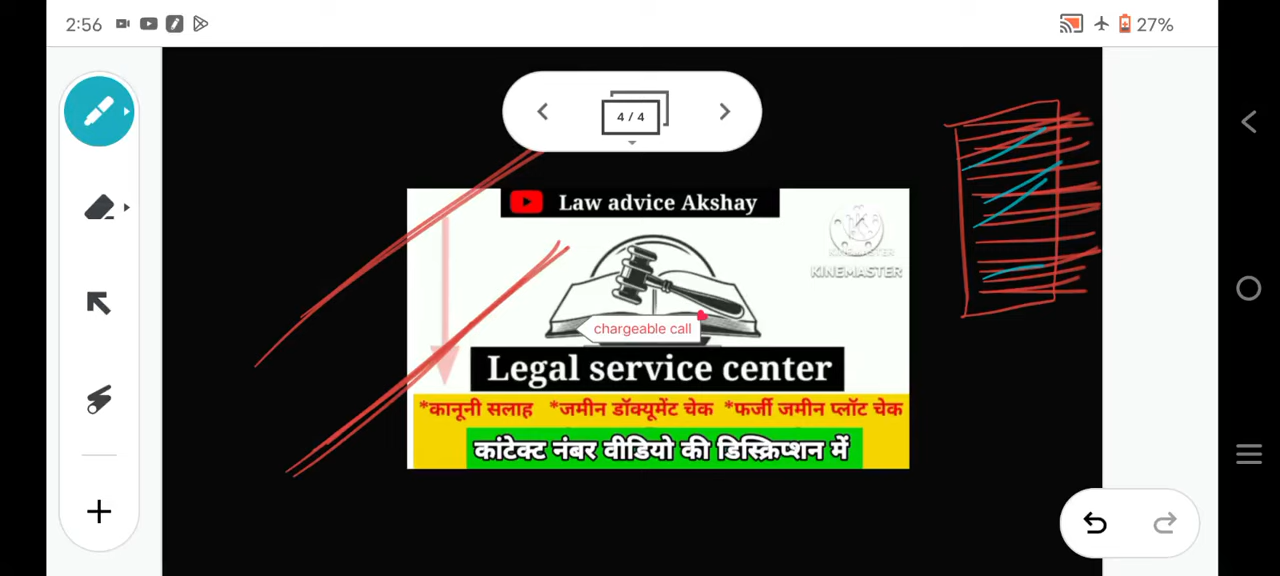 2:56
27%
4 / 4
Law advice Akshay
KINEMASTER
KINEMASTER
chargeable call
Legal service center
*कानूनी सलाह *जमीन डॉक्यूमेंट चेक *फर्जी जमीन प्लॉट चेक
कांटेक्ट नंबर वीडियो की डिस्क्रिप्शन में